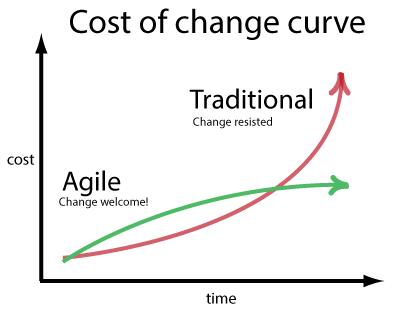 Cost of change curve
Traditional
Change resisted
cost
Agile
Change welcome!
time